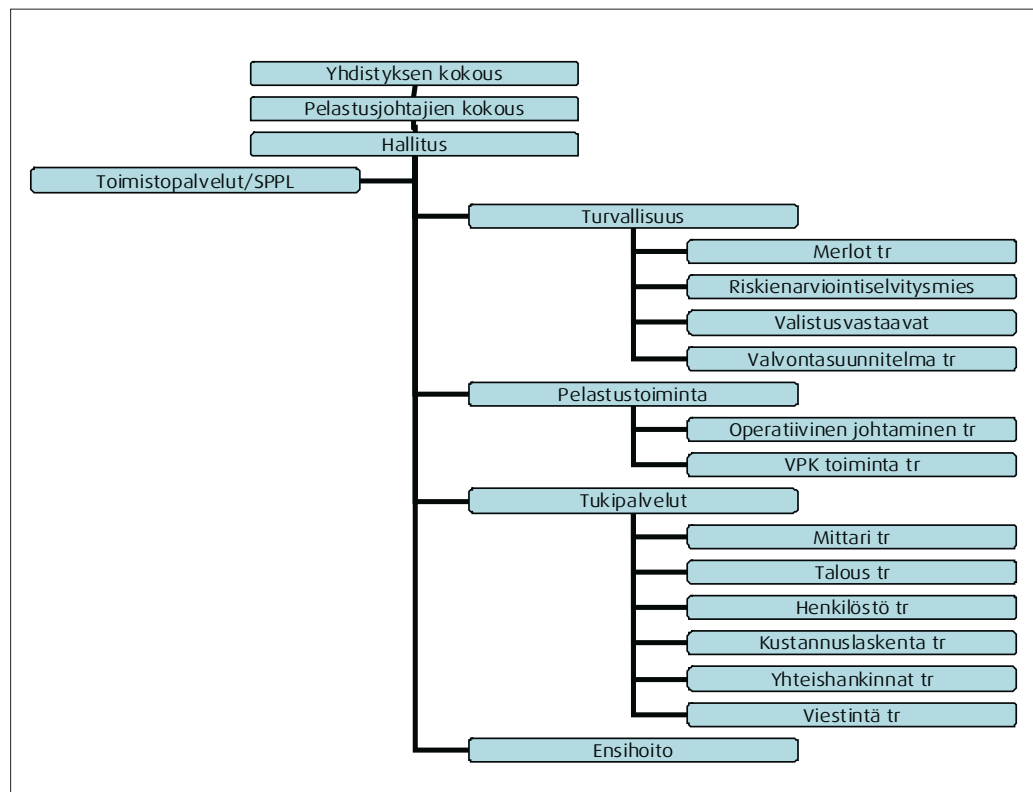 Yhdistyksen kokous
Pelastusjohtajien kokous
Hallitus
Toimistopalvelut/SPPL
Turvallisuus
Merlot tr
Riskienarviointiselvitysmies
Valistusvastaavat
Valvontasuunnitelma tr
Pelastustoiminta
Operatiivinen johtaminen tr
VPK toiminta tr
Tukipalvelut
Mittari tr
Talous tr
Henkilöstö tr
Kustannuslaskenta tr
Yhteishankinnat tr
Viestintä tr
Ensihoito